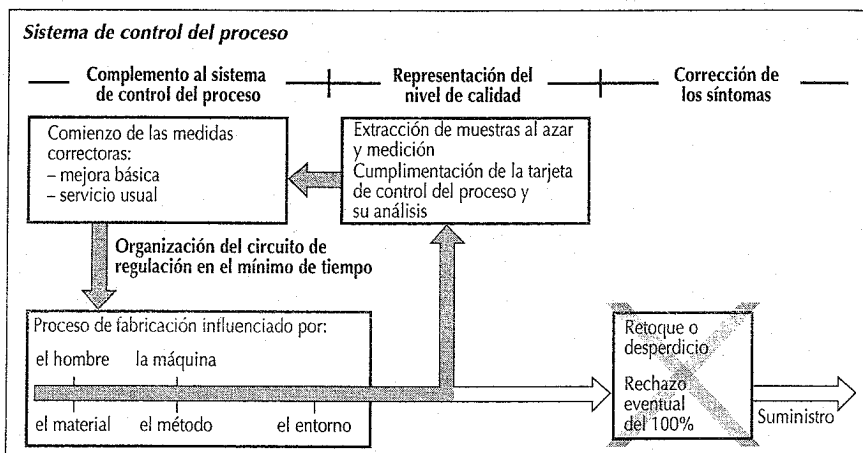 Sistema de control del proceso
Complemento al sistema
de control del proceso
Representación del
nivel de calidad
Corrección de
los síntomas
Comienzo de las medidas
correctoras:
– mejora básica
– servicio usual
Extracción de muestras al azar
y medición
Cumplimentación de la tarjeta
de control del proceso y
su análisis
Organización del circuito de
regulación en el mínimo de tiempo
Proceso de fabricación influenciado por:
el hombre la máquina
el material el método el entorno
Retoque o
desperdicio
Rechazo
eventual
del 100%
Suministro